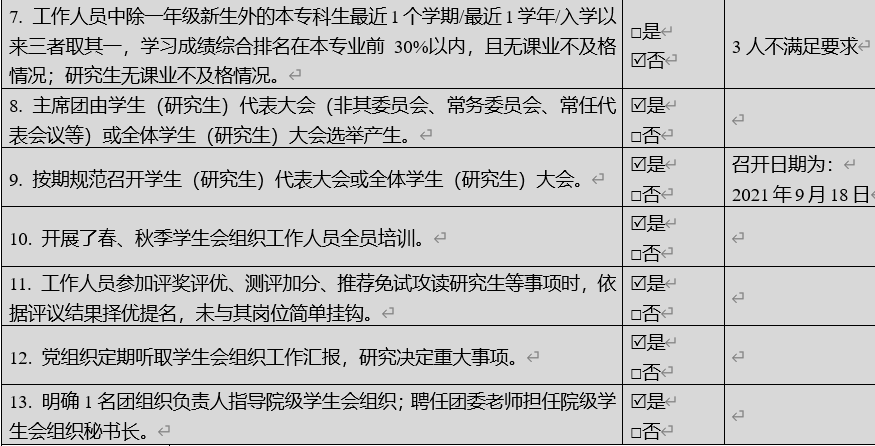 7. 工作人员中除一年级新生外的本专科生最近 1 个学期/最近 1 学年/入学以
来三者取其一，学习成绩综合排名在本专业前 30%以内，且无课业不及格
情况；研究生无课业不及格情况。
□是
☑否
3 人不满足要求
8. 主席团由学生（研究生）代表大会（非其委员会、常务委员会、常任代
表会议等）或全体学生（研究生）大会选举产生。
☑是
□否
9. 按期规范召开学生（研究生）代表大会或全体学生（研究生）大会。
☑是
□否
召开日期为：
2021 年 9 月 18 日
10. 开展了春、秋季学生会组织工作人员全员培训。
☑是
□否
11. 工作人员参加评奖评优、测评加分、推荐免试攻读研究生等事项时，依
据评议结果择优提名，未与其岗位简单挂钩。
☑是
□否
12. 党组织定期听取学生会组织工作汇报，研究决定重大事项。
☑是
□否
13. 明确 1 名团组织负责人指导院级学生会组织；聘任团委老师担任院级学
生会组织秘书长。
☑是
□否